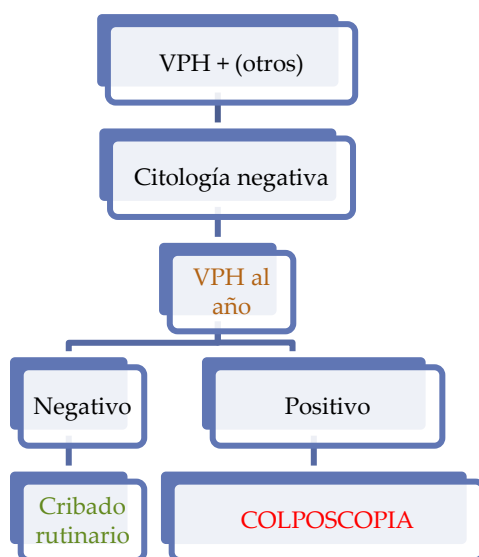 VPH + (otros)
Citología negativa
VPH al
año
Negativo
Positivo
Cribado
rutinario
COLPOSCOPIA